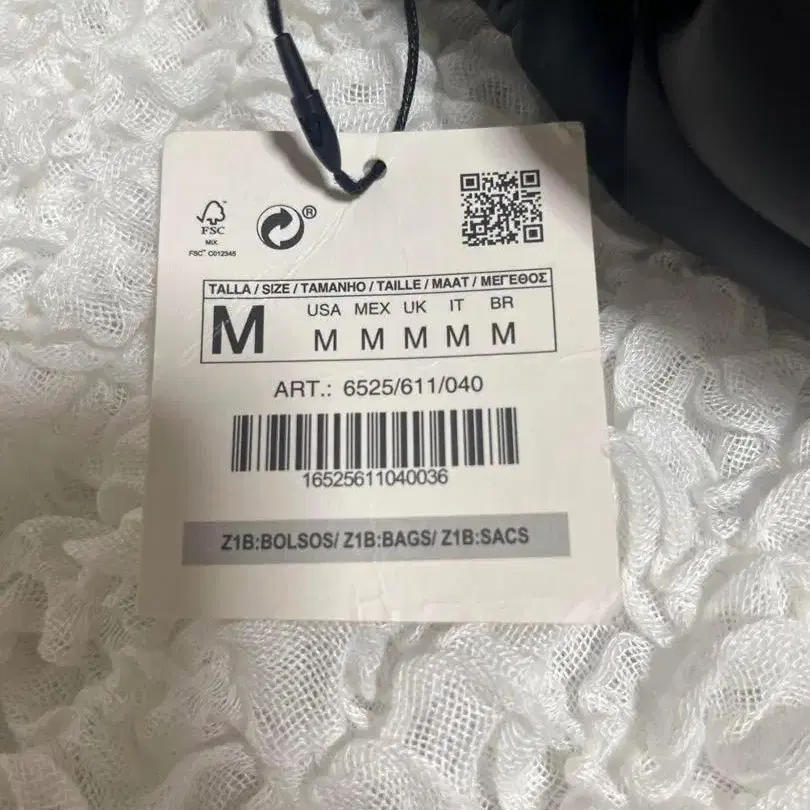 FSC
MIX
FSC™ C012345
®
TALLA / SIZE / TAMANHO / TAILLE / MAAT / ΜΕΓΕΘΟΣ
M
USA MEX UK IT BR
M M M M M
ART.: 6525/611/040
16525611040036
Z1B:BOLSOS/ Z1B:BAGS/ Z1B:SACS